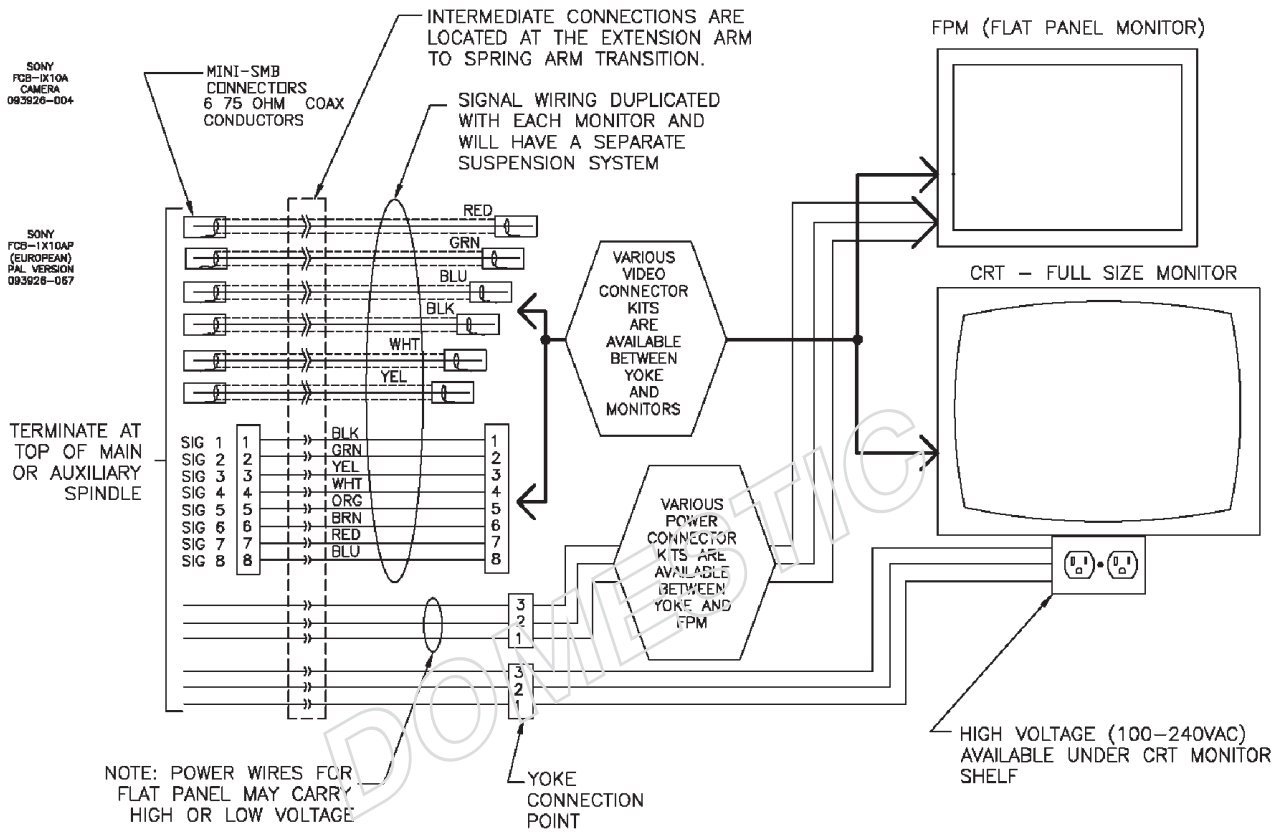 SONY
FCB-IX10A
CAMERA
093926-004
MINI-SMB
CONNECTORS
6 75 OHM COAX
CONDUCTORS
INTERMEDIATE CONNECTIONS ARE
LOCATED AT THE EXTENSION ARM
TO SPRING ARM TRANSITION.
SIGNAL WIRING DUPLICATED
WITH EACH MONITOR AND
WILL HAVE A SEPARATE
SUSPENSION SYSTEM
FPM (FLAT PANEL MONITOR)
SONY
FCB-IX10AP
(EUROPEAN)
PAL VERSION
093926-067
RED
GRN
BLU
BLK
WHT
YEL
VARIOUS
VIDEO
CONNECTOR
KITS
ARE
AVAILABLE
BETWEEN
YOKE
AND
MONITORS
CRT - FULL SIZE MONITOR
TERMINATE AT
TOP OF MAIN
OR AUXILIARY
SPINDLE
SIG 1 1 BLK 1
SIG 2 2 GRN 2
SIG 3 3 YEL 3
SIG 4 4 WHT 4
SIG 5 5 ORG 5
SIG 6 6 BRN 6
SIG 7 7 RED 7
SIG 8 8 BLU 8
VARIOUS
POWER
CONNECTOR
KITS ARE
AVAILABLE
BETWEEN
YOKE AND
FPM
3
2
1
3
2
1
DOMESTIC
NOTE: POWER WIRES FOR
FLAT PANEL MAY CARRY
HIGH OR LOW VOLTAGE
YOKE
CONNECTION
POINT
HIGH VOLTAGE (100-240VAC)
AVAILABLE UNDER CRT MONITOR
SHELF